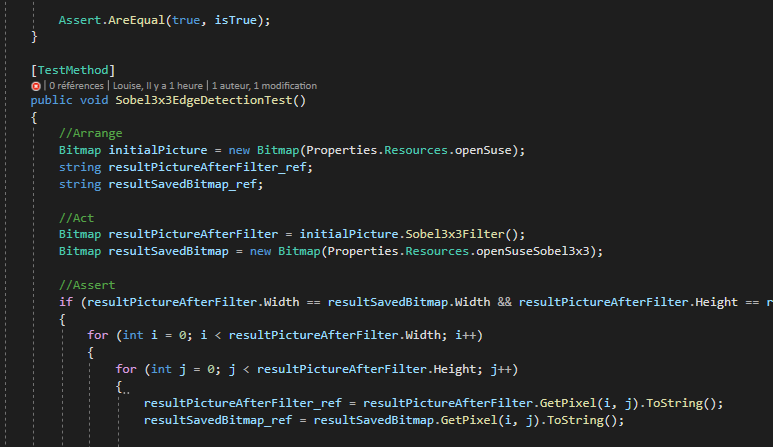 Assert.AreEqual(true, isTrue);
}
[TestMethod]
| 0 références | Louise, Il y a 1 heure | 1 auteur, 1 modification
public void Sobel3x3EdgeDetectionTest()
{
//Arrange
Bitmap initialPicture = new Bitmap(Properties.Resources.openSuse);
string resultPictureAfterFilter_ref;
string resultSavedBitmap_ref;
//Act
Bitmap resultPictureAfterFilter = initialPicture.Sobel3x3Filter();
Bitmap resultSavedBitmap = new Bitmap(Properties.Resources.openSuseSobel3x3);
//Assert
if (resultPictureAfterFilter.Width == resultSavedBitmap.Width && resultPictureAfterFilter.Height == r
{
for (int i = 0; i < resultPictureAfterFilter.Width; i++)
{
for (int j = 0; j < resultPictureAfterFilter.Height; j++)
{
resultPictureAfterFilter_ref = resultPictureAfterFilter.GetPixel(i, j).ToString();
resultSavedBitmap_ref = resultSavedBitmap.GetPixel(i, j).ToString();